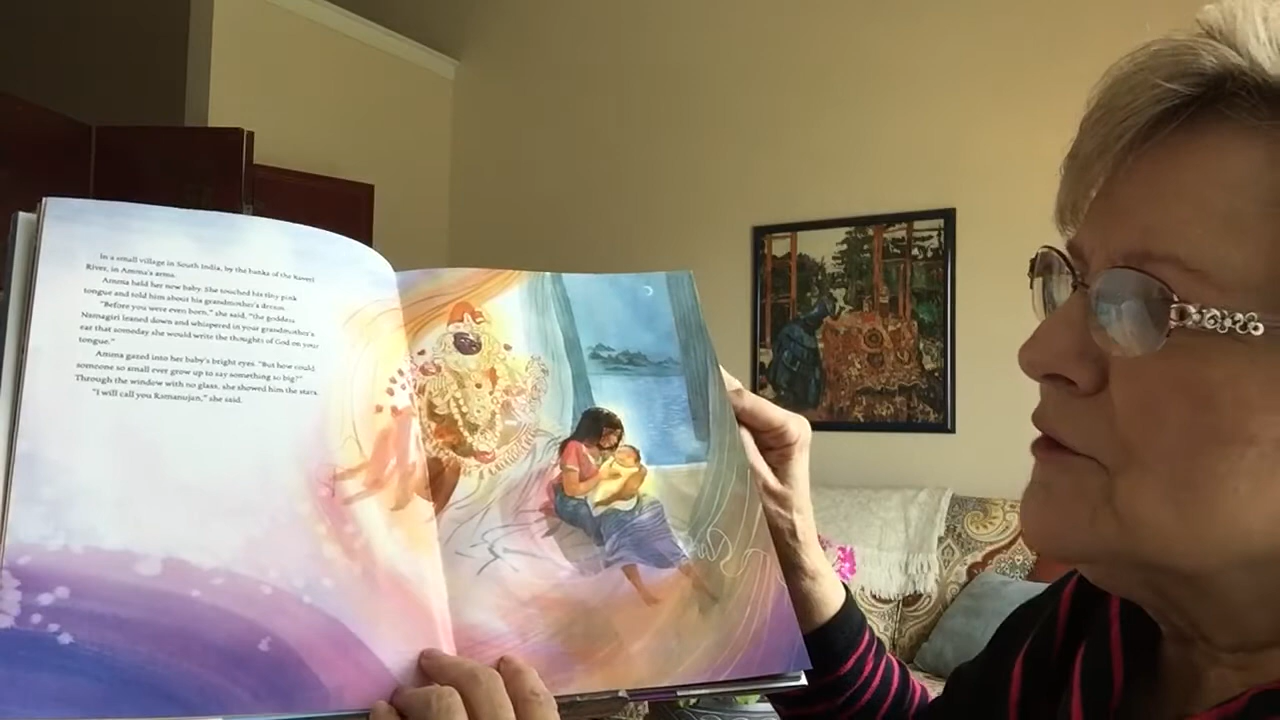 In a small village in South India, by the banks of the Kaveri
River, in Amma's arms.
Amma held her new baby. She touched his tiny pink
tongue and told him about his grandmother's dream.
"Before you were even born," she said, "the goddess
Namagiri leaned down and whispered in your grandmother's
ear that someday she would write the thoughts of God on your
tongue."
Amma gazed into her baby's bright eyes. "But how could
someone so small ever grow up to say something so big?"
Through the window with no glass, she showed him the stars.
"I will call you Ramanujan," she said.